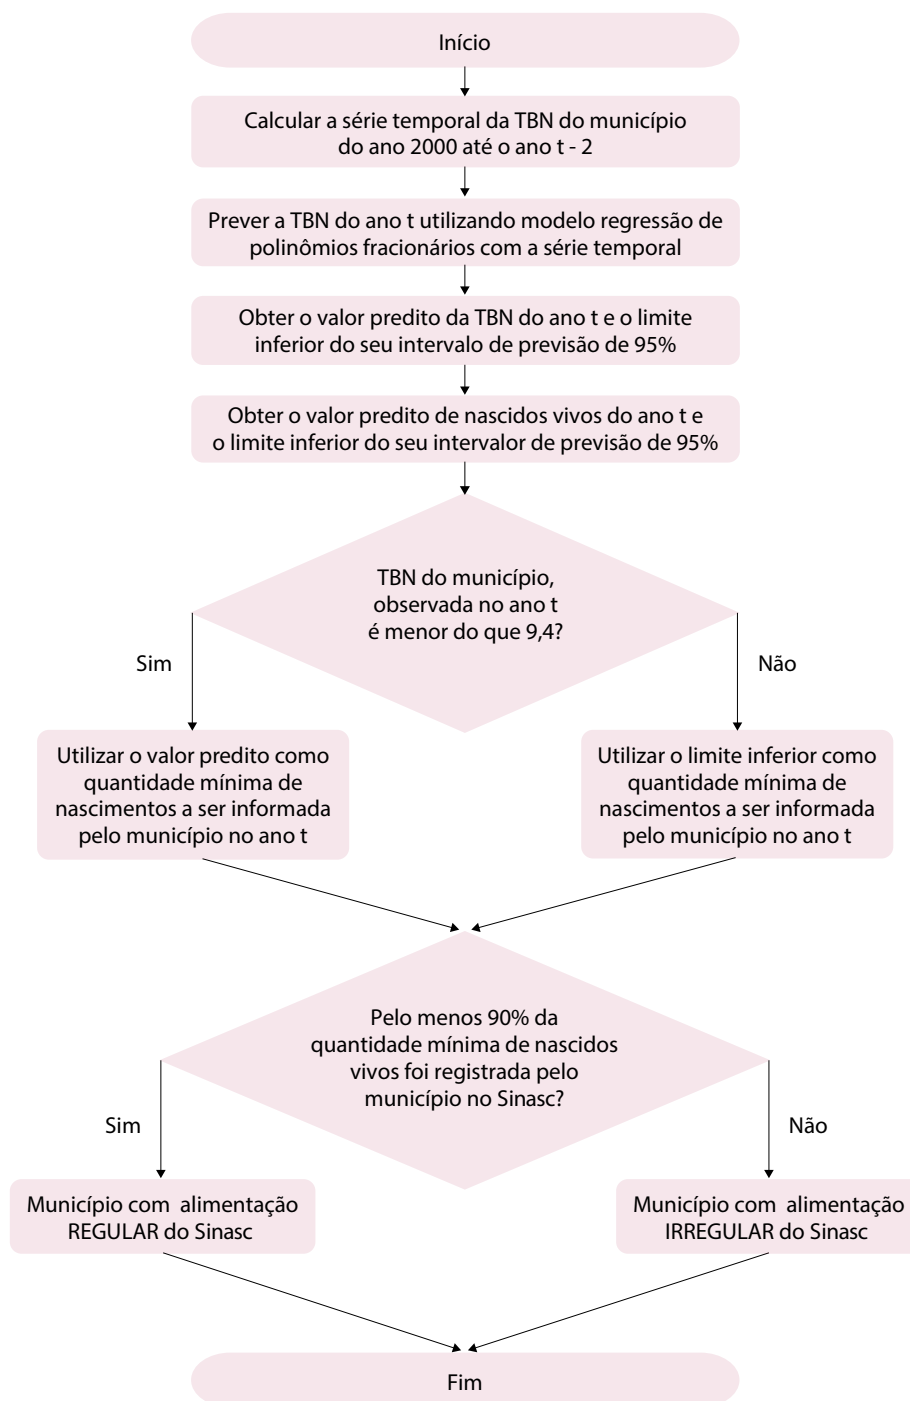 Início
Calcular a série temporal da TBN do município
do ano 2000 até o ano t - 2
Prever a TBN do ano t utilizando modelo regressão de
polinômios fracionários com a série temporal
Obter o valor predito da TBN do ano t e o limite
inferior do seu intervalo de previsão de 95%
Obter o valor predito de nascidos vivos do ano t e
o limite inferior do seu intervalor de previsão de 95%
TBN do município,
observada no ano t
é menor do que 9,4?
Sim
Não
Utilizar o valor predito como
quantidade mínima de
nascimentos a ser informada
pelo município no ano t
Utilizar o limite inferior como
quantidade mínima de
nascimentos a ser informada
pelo município no ano t
Pelo menos 90% da
quantidade mínima de nascidos
vivos foi registrada pelo
município no Sinasc?
Sim
Não
Município com alimentação
REGULAR do Sinasc
Município com alimentação
IRREGULAR do Sinasc
Fim